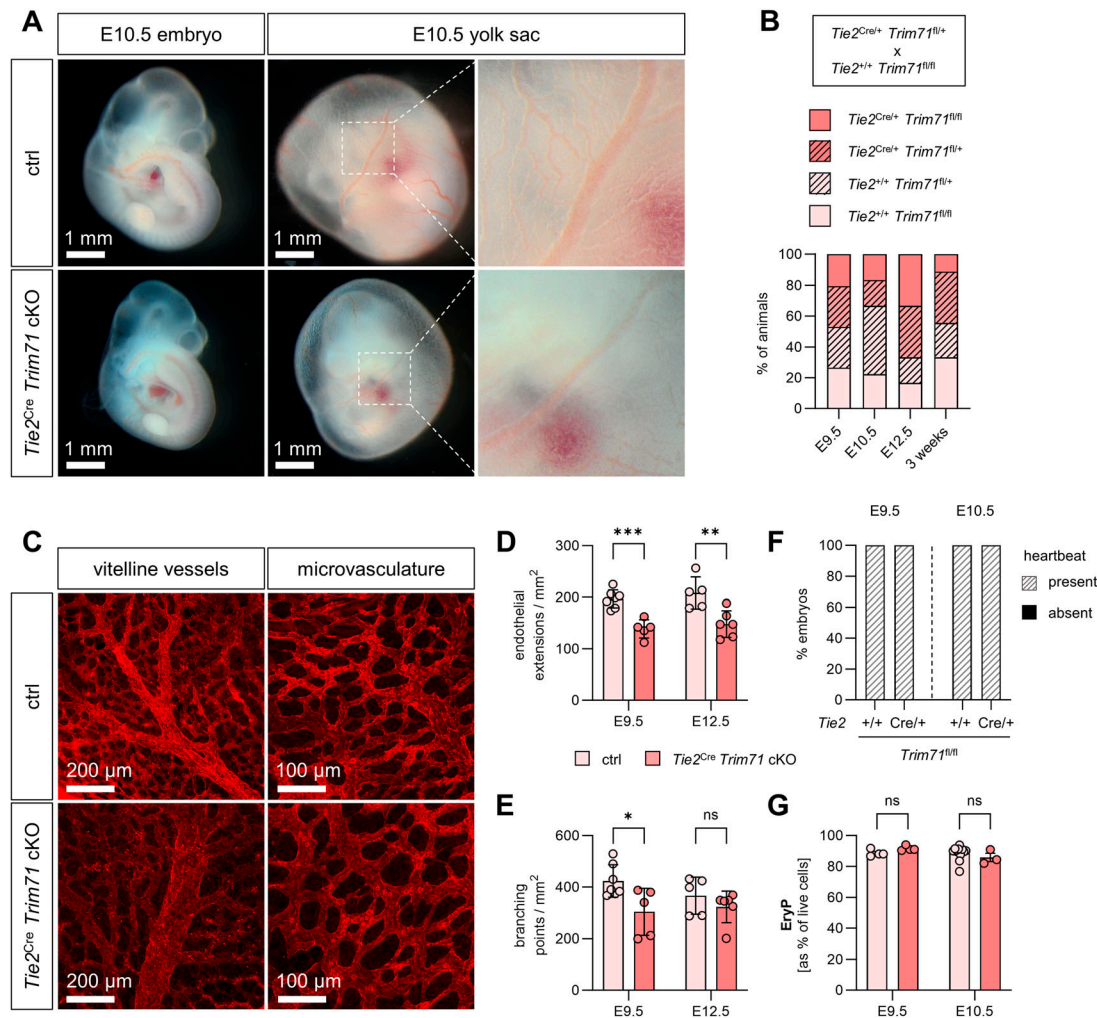 A
E10.5 embryo
E10.5 yolk sac
ctrl
1 mm
1 mm
Tie2Cre Trim71 cKO
1 mm
1 mm
B
Tie2Cre/+ Trim71fl/+
x
Tie2+/+ Trim71fl/fl
Tie2Cre/+ Trim71fl/fl
Tie2Cre/+ Trim71fl/+
Tie2+/+ Trim71fl/+
Tie2+/+ Trim71fl/fl
% of animals
100
80
60
40
20
0
E9.5
E10.5
E12.5
3 weeks
C
vitelline vessels
microvasculature
ctrl
200 µm
100 µm
Tie2Cre Trim71 cKO
200 µm
100 µm
D
endothelial
extensions / mm2
300
200
100
0
***
**
E9.5
E12.5
ctrl
Tie2Cre Trim71 cKO
E
branching
points / mm2
600
400
200
0
*
ns
E9.5
E12.5
F
E9.5
E10.5
% embryos
100
80
60
40
20
0
heartbeat
present
absent
Tie2
+/+
Cre/+
+/+
Cre/+
Trim71fl/fl
G
EryP
[as % of live cells]
100
80
60
40
20
0
ns
ns
E9.5
E10.5